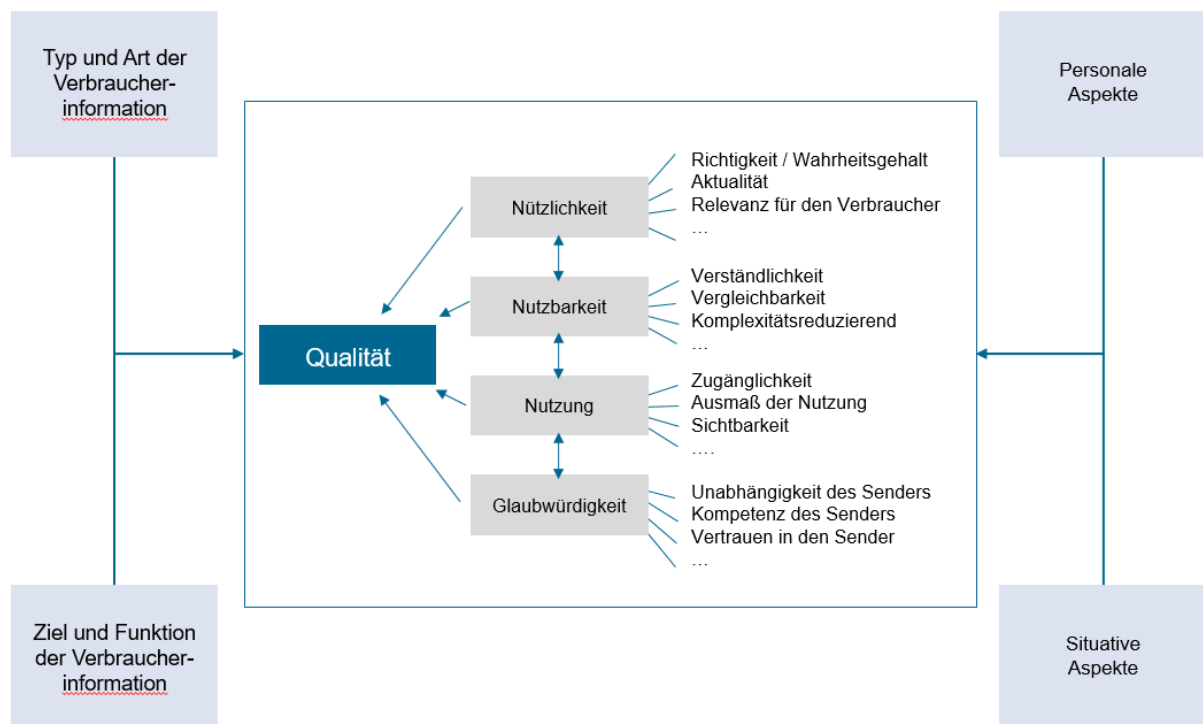 Typ und Art der
Verbraucher-
information
Personale
Aspekte
Qualität
Nützlichkeit
Richtigkeit / Wahrheitsgehalt
Aktualität
Relevanz für den Verbraucher
…
Nutzbarkeit
Verständlichkeit
Vergleichbarkeit
Komplexitätsreduzierend
…
Nutzung
Zugänglichkeit
Ausmaß der Nutzung
Sichtbarkeit
….
Glaubwürdigkeit
Unabhängigkeit des Senders
Kompetenz des Senders
Vertrauen in den Sender
…
Ziel und Funktion
der Verbraucher-
information
Situative
Aspekte